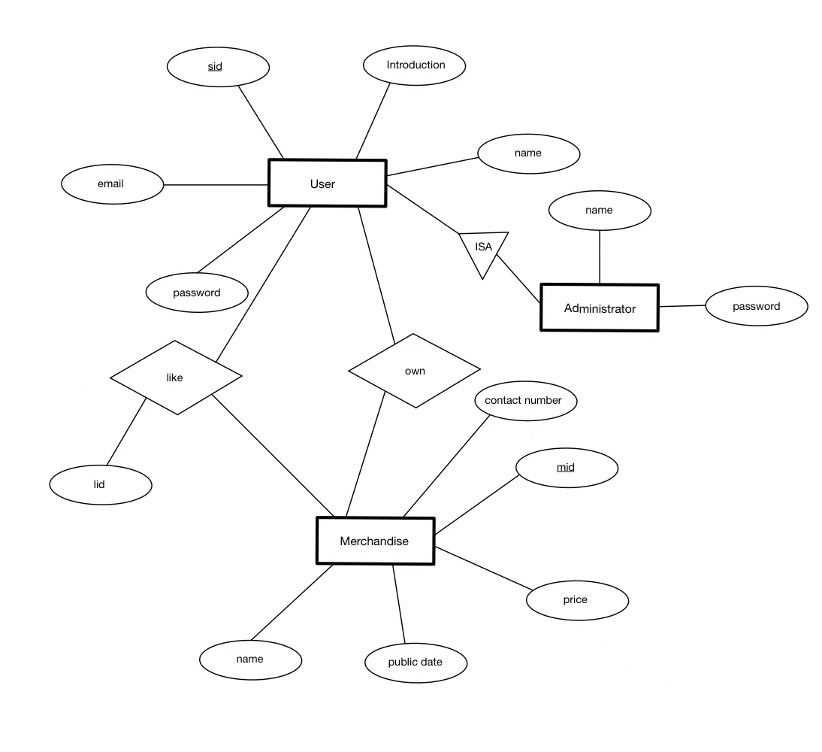 sid
Introduction
name
email
User
name
ISA
password
Administrator
password
like
own
contact number
mid
lid
Merchandise
price
name
public date